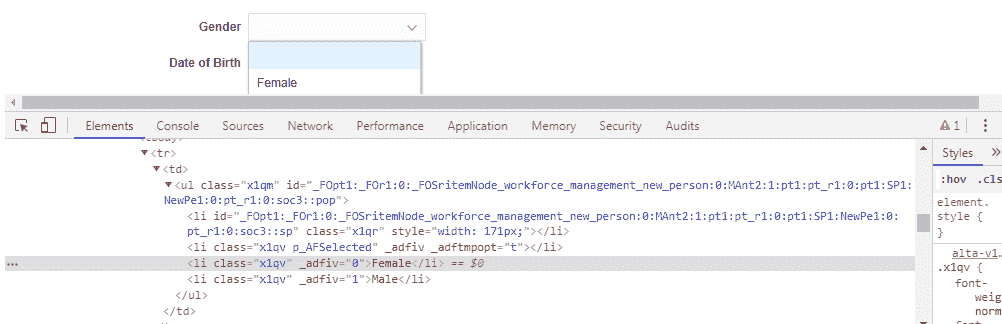 Gender
Date of Birth
Female
Elements Console Sources Network Performance Application Memory Security Audits 1
Styles »
▼<tr>
▼<td>
▼<ul class="x1qm" id="_FOpt1:_FOr1:0:_FOSritemNode_workforce_management_new_person:0:MAnt2:1:pt1:pt_r1:0:pt1:SP1:
NewPe1:0:pt_r1:0:soc3::pop">
<li id="_FOpt1:_FOr1:0:_FOSritemNode_workforce_management_new_person:0:MAnt2:1:pt1:pt_r1:0:pt1:SP1:NewPe1:0:
pt_r1:0:soc3::sp" class="x1qr" style="width: 171px;"></li>
<li class="x1qv p_AFSelected" _adfiv _adftmpopt="t"></li>
... <li class="x1qv" _adfiv="0">Female</li> == $0
<li class="x1qv" _adfiv="1">Male</li>
</ul>
</td>
:hov .cls
element.
style {
}
alta-v1...
.x1qv {
font-
weig
norm